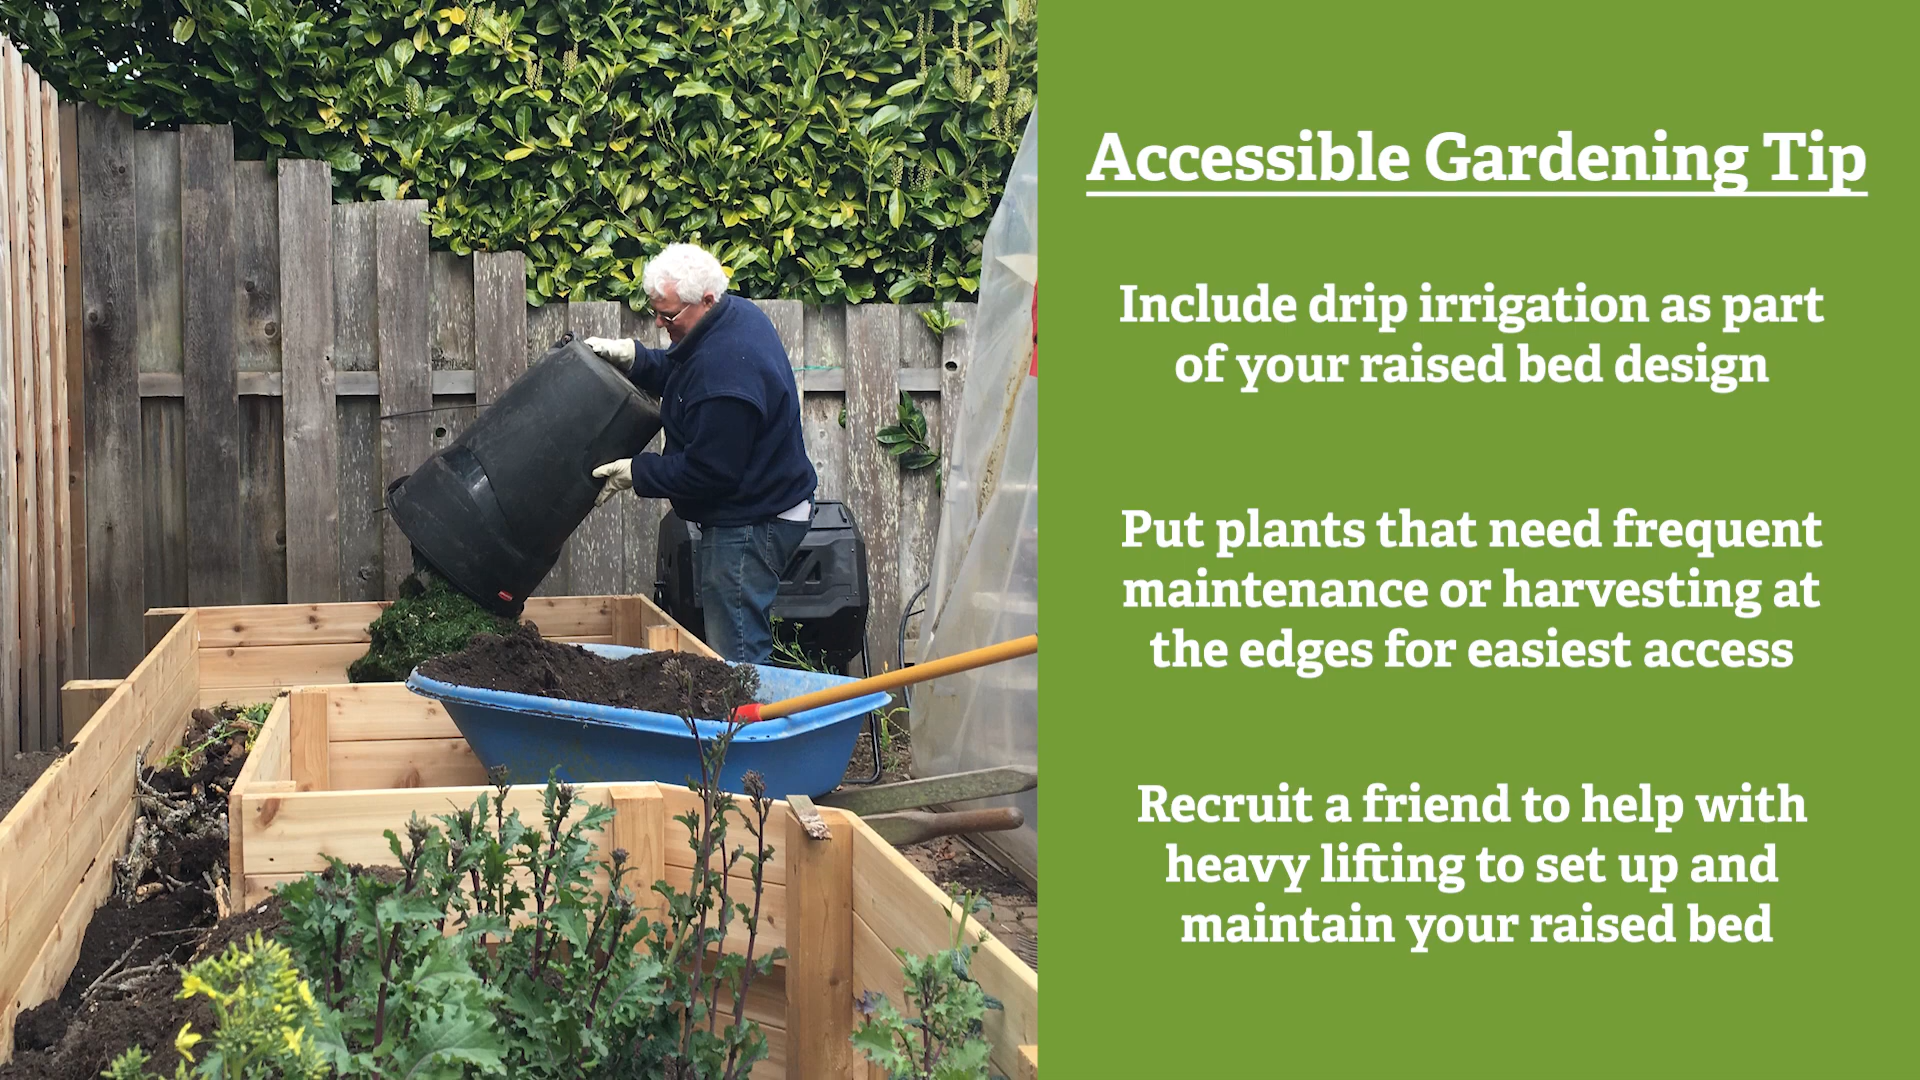 Accessible Gardening Tip
Include drip irrigation as part
of your raised bed design
Put plants that need frequent
maintenance or harvesting at
the edges for easiest access
Recruit a friend to help with
heavy lifting to set up and
maintain your raised bed